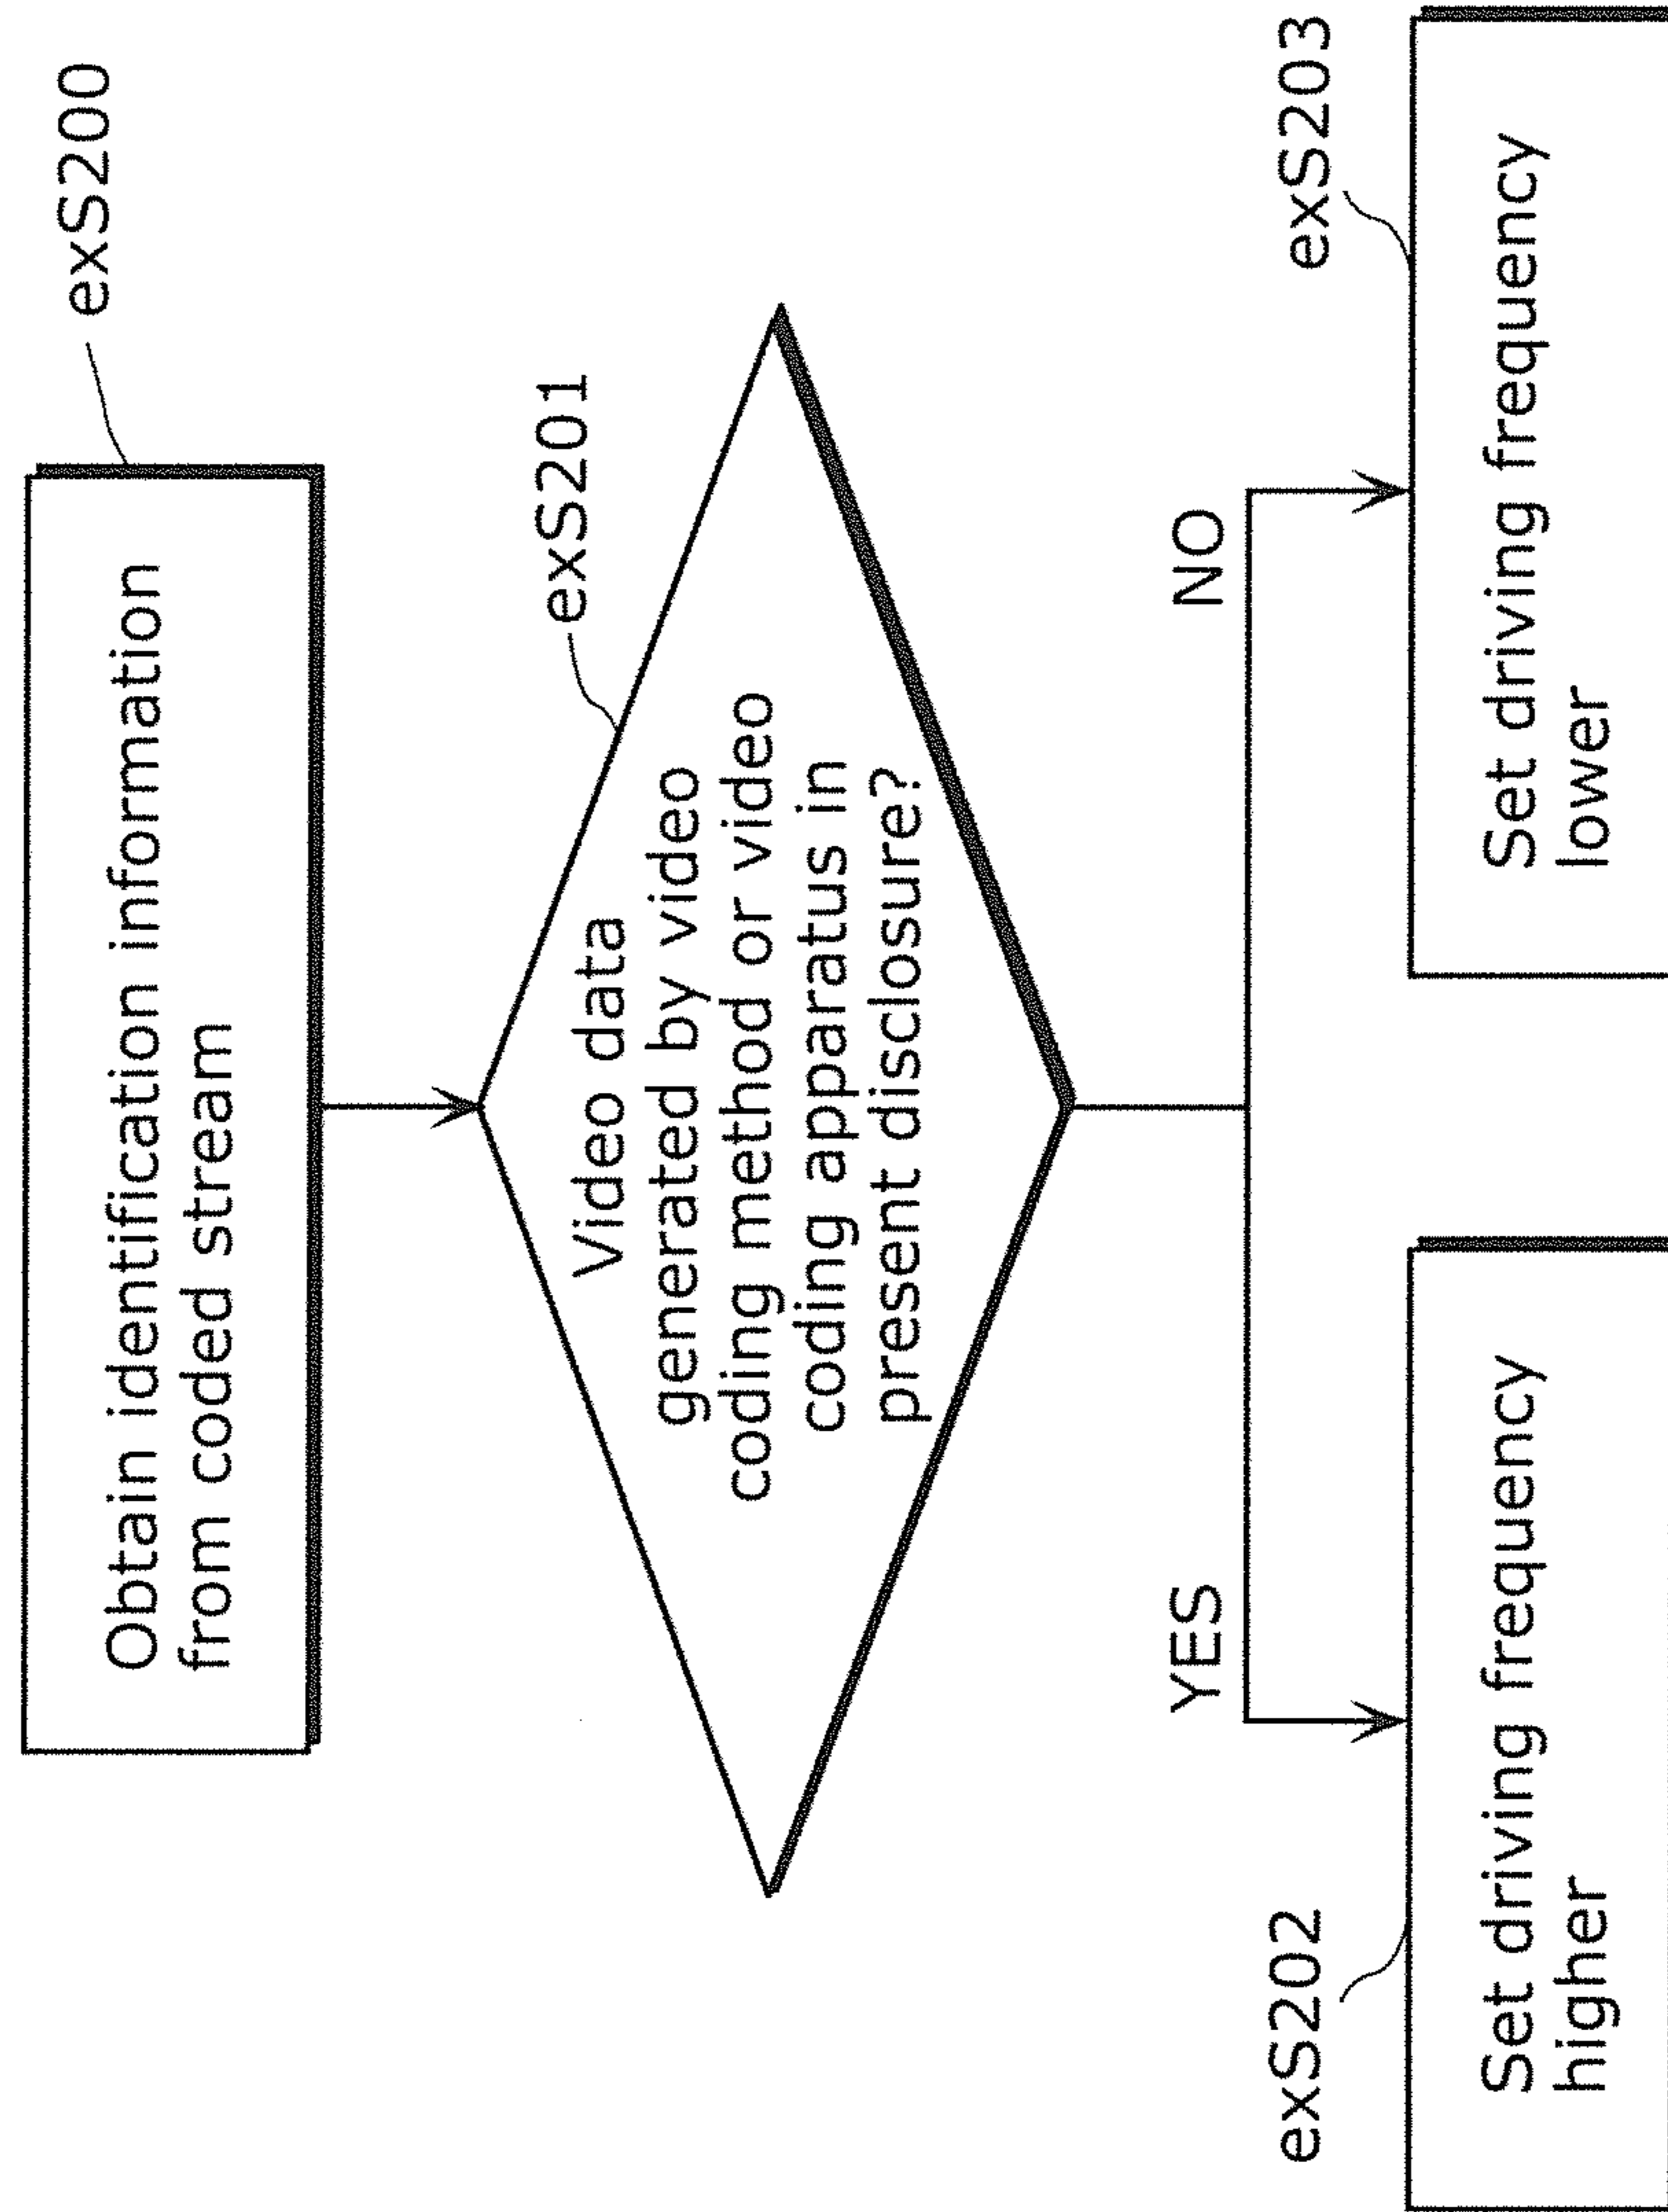 exS200
Obtain identification information
from coded stream
exS201
Video data
generated by video
coding method or video
coding apparatus in
present disclosure?
YES
NO
exS202
Set driving frequency
higher
exS203
Set driving frequency
lower